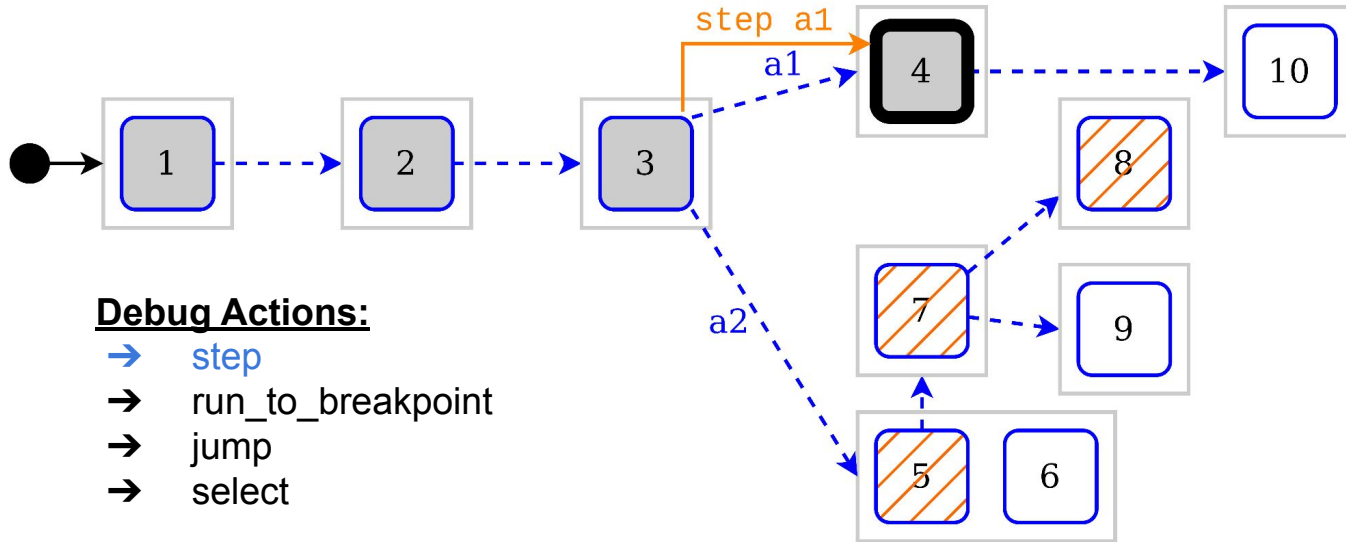 step a1
a1
4
10
1
2
3
8
7
9
a2
5
6
Debug Actions:
➔ step
➔ run_to_breakpoint
➔ jump
➔ select